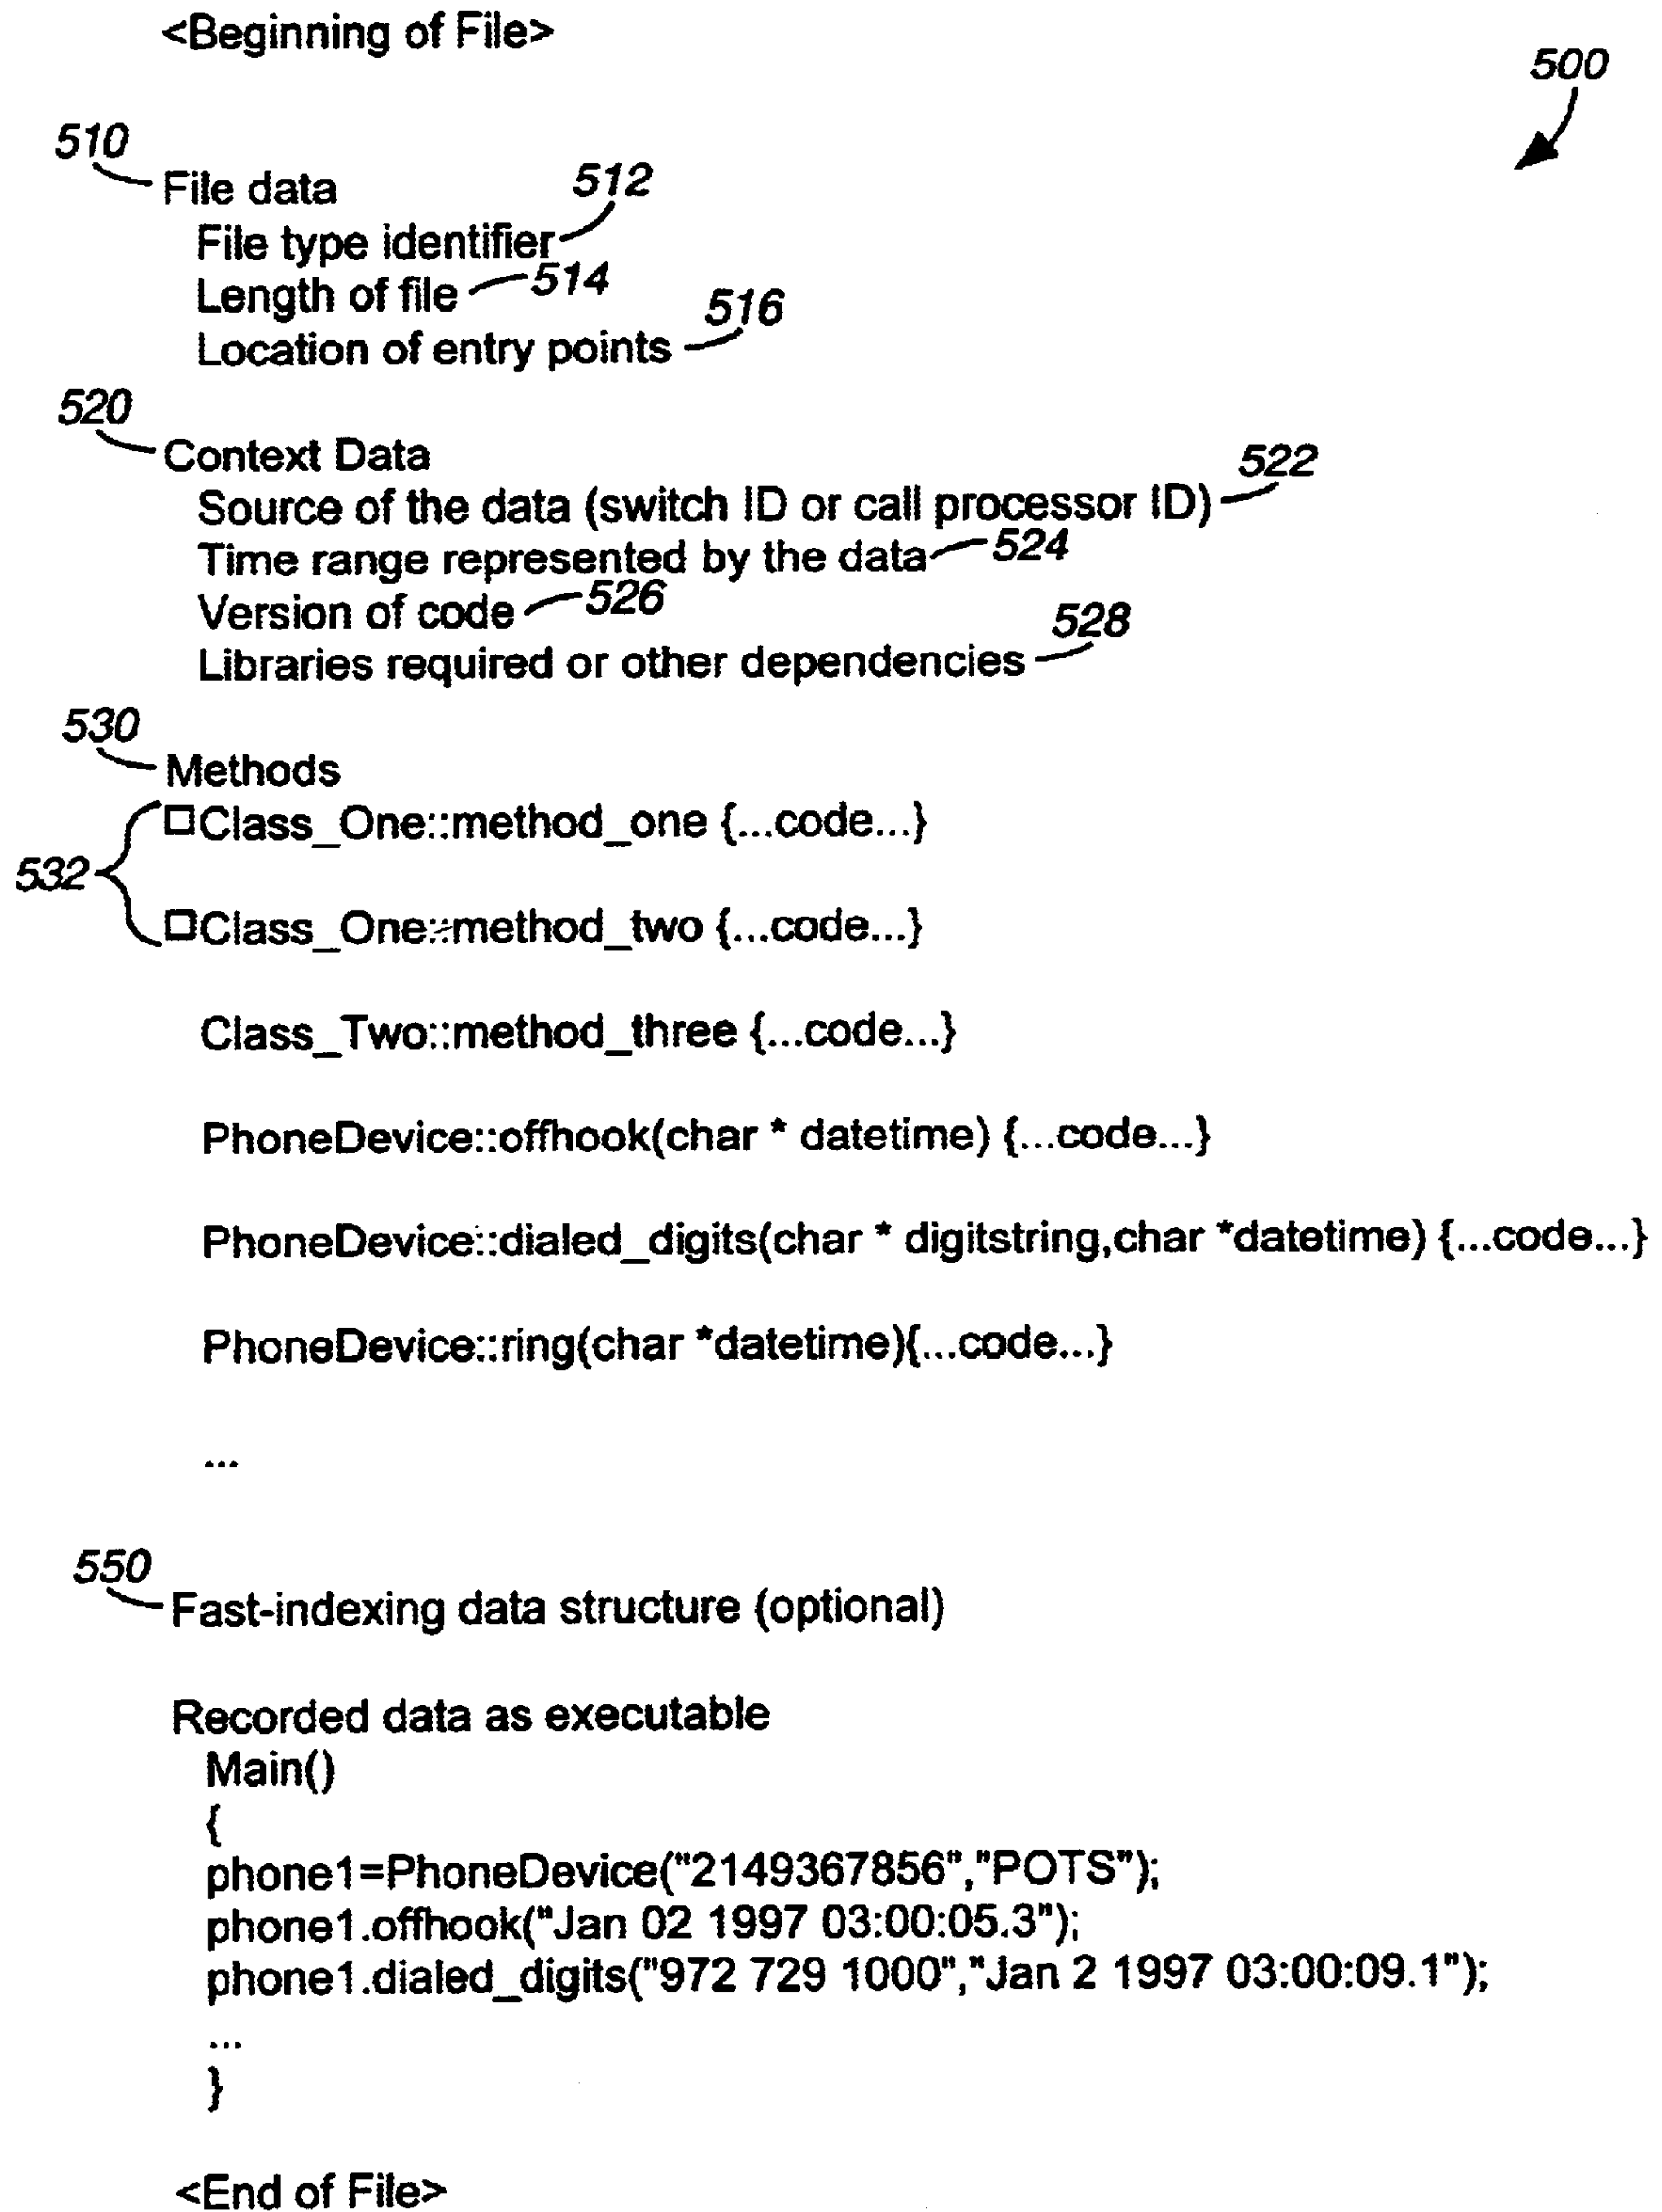 <Beginning of File>
500
510
File data
512
File type identifier
Length of file 514
516
Location of entry points
520
Context Data
522
Source of the data (switch ID or call processor ID)
Time range represented by the data 524
Version of code 526
528
Libraries required or other dependencies
530
Methods
□Class_One::method_one {...code...}
532
□Class_One::method_two {...code...}
Class_Two::method_three {...code...}
PhoneDevice::offhook(char * datetime) {...code...}
PhoneDevice::dialed_digits(char * digitstring,char *datetime) {...code...}
PhoneDevice::ring(char *datetime){...code...}
...
550
Fast-indexing data structure (optional)
Recorded data as executable
Main()
{
phone1=PhoneDevice("2149367856","POTS");
phone1.offhook("Jan 02 1997 03:00:05.3");
phone1.dialed_digits("972 729 1000","Jan 2 1997 03:00:09.1");
...
}
<End of File>